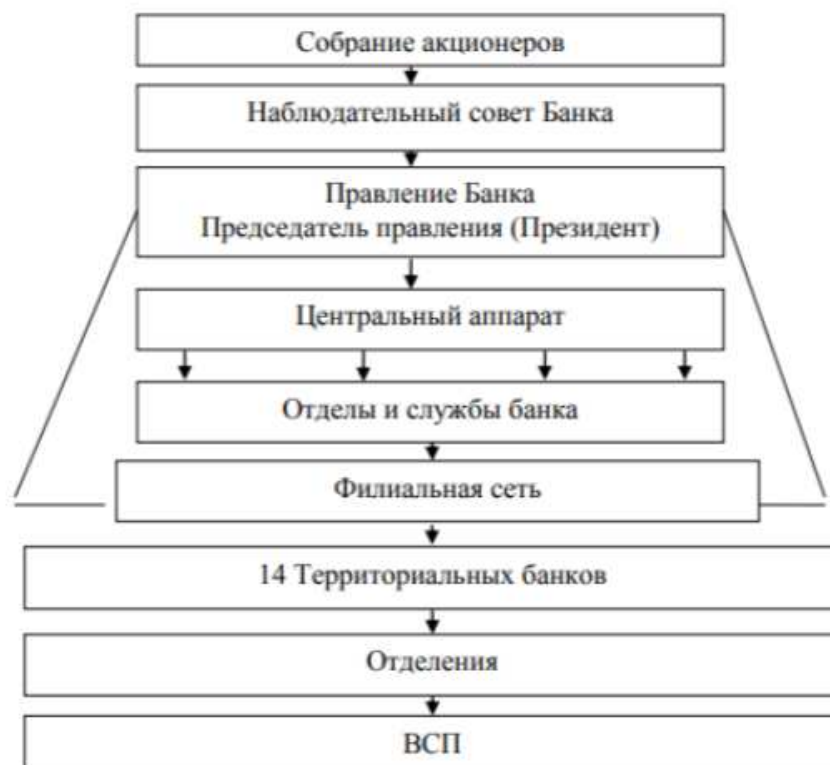 Собрание акционеров
Наблюдательный совет Банка
Правление Банка
Председатель правления (Президент)
Центральный аппарат
Отделы и службы банка
Филиальная сеть
14 Территориальных банков
Отделения
ВСП